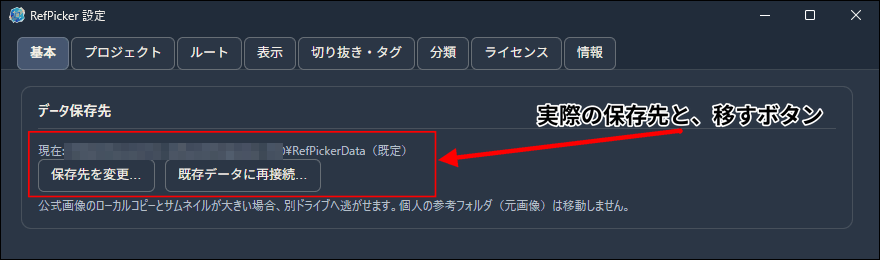 RefPicker 設定
基本 プロジェクト ルート 表示 切り抜き・タグ 分類 ライセンス 情報
データ保存先
実際の保存先と、移すボタン
現在: )¥RefPickerData（既定）
保存先を変更... 既存データに再接続...
公式画像のローカルコピーとサムネイルが大きい場合、別ドライブへ逃がせます。個人の参考フォルダ（元画像）は移動しません。